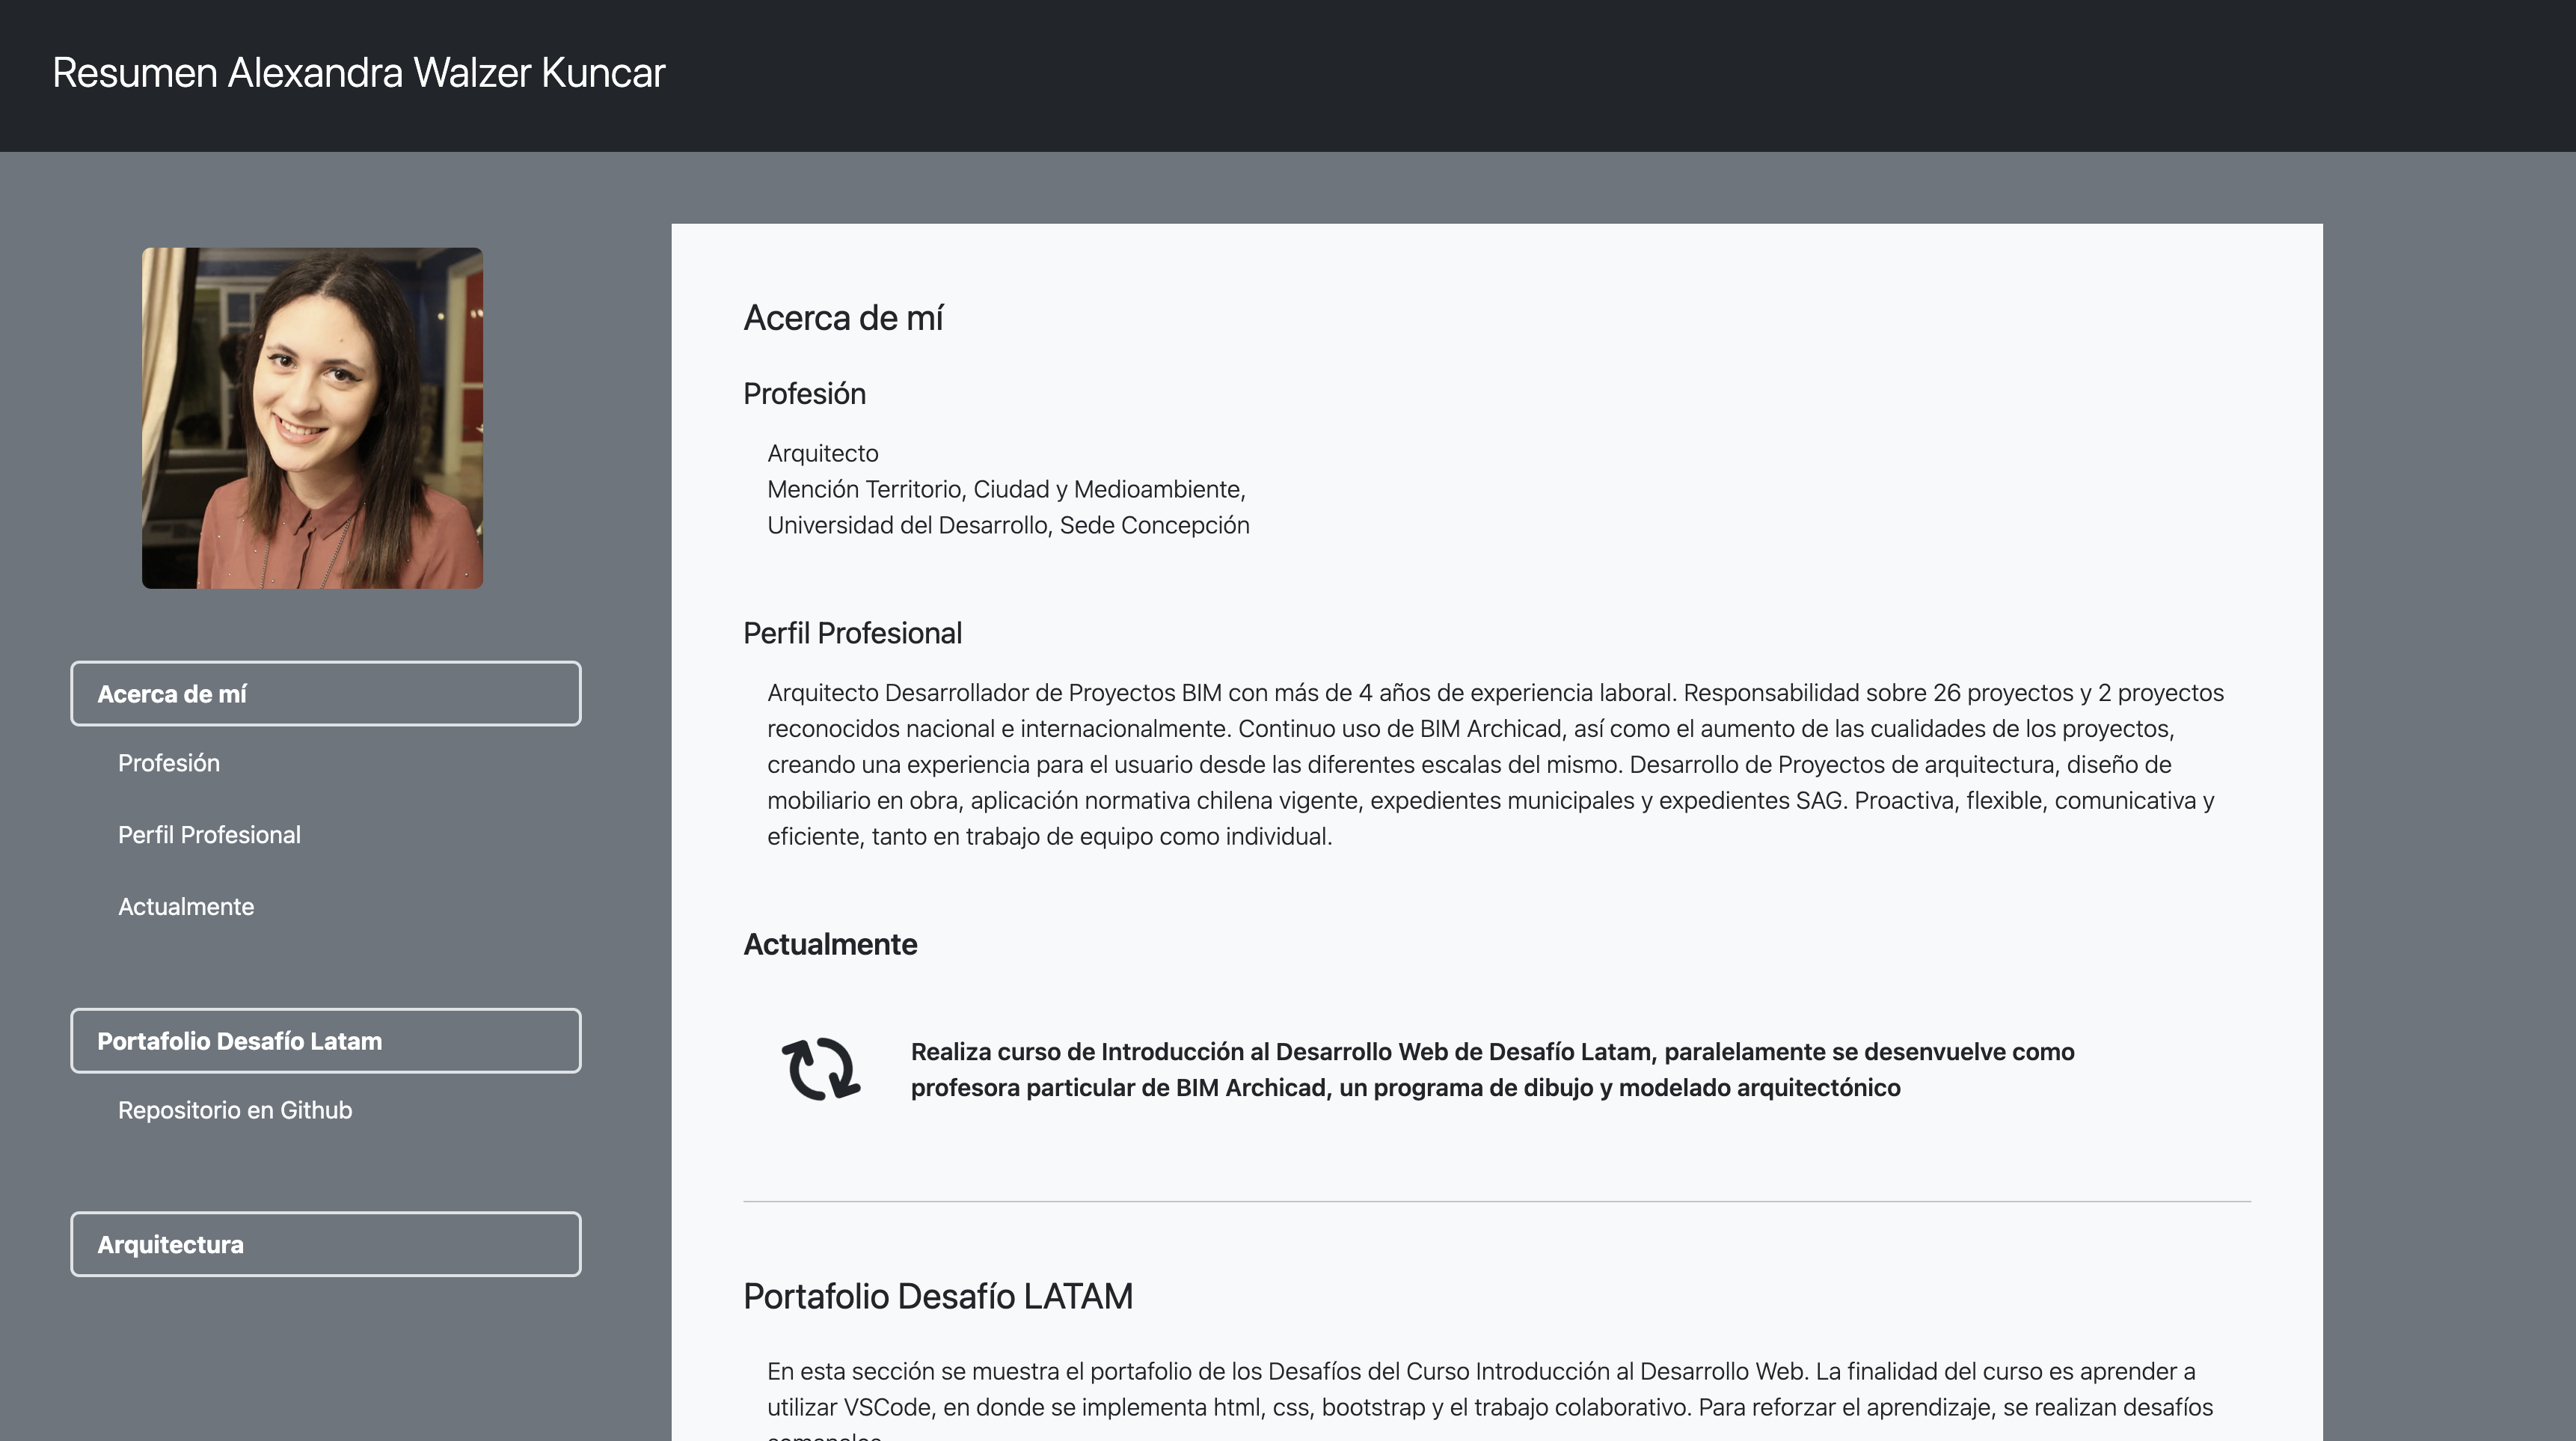 Resumen Alexandra Walzer Kuncar
Acerca de mí
Profesión
Perfil Profesional
Actualmente
Portafolio Desafío Latam
Repositorio en Github
Arquitectura
Acerca de mí
Profesión
Arquitecto
Mención Territorio, Ciudad y Medioambiente,
Universidad del Desarrollo, Sede Concepción
Perfil Profesional
Arquitecto Desarrollador de Proyectos BIM con más de 4 años de experiencia laboral. Responsabilidad sobre 26 proyectos y 2 proyectos
reconocidos nacional e internacionalmente. Continuo uso de BIM Archicad, así como el aumento de las cualidades de los proyectos,
creando una experiencia para el usuario desde las diferentes escalas del mismo. Desarrollo de Proyectos de arquitectura, diseño de
mobiliario en obra, aplicación normativa chilena vigente, expedientes municipales y expedientes SAG. Proactiva, flexible, comunicativa y
eficiente, tanto en trabajo de equipo como individual.
Actualmente
Realiza curso de Introducción al Desarrollo Web de Desafío Latam, paralelamente se desenvuelve como
profesora particular de BIM Archicad, un programa de dibujo y modelado arquitectónico
Portafolio Desafío LATAM
En esta sección se muestra el portafolio de los Desafíos del Curso Introducción al Desarrollo Web. La finalidad del curso es aprender a
utilizar VSCode, en donde se implementa html, css, bootstrap y el trabajo colaborativo. Para reforzar el aprendizaje, se realizan desafíos